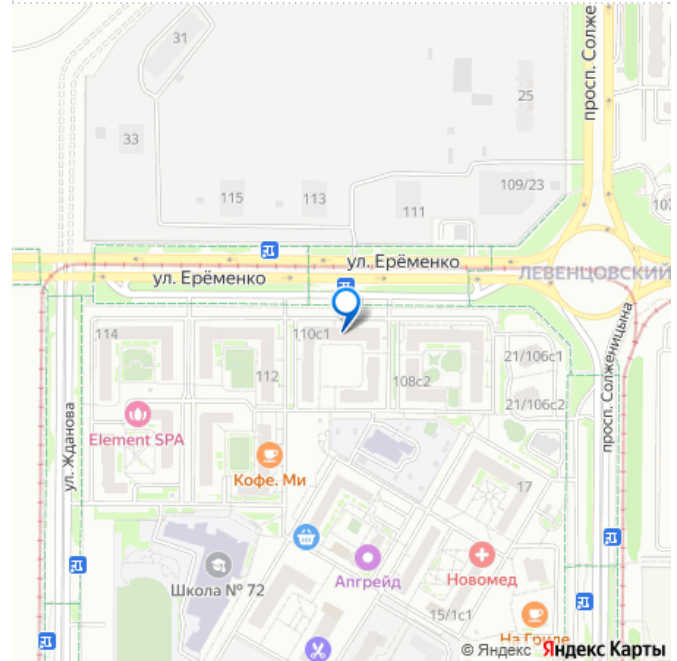 31
просп. Солже
25
33
115
113
111
109/23
107
ул. Ерёменко
ул. Ерёменко
ЛЕВЕНЦОВСКИЙ
114
110с1
112
108с2
21/106с1
21/106с2
просп. Солженицына
ул. Жданова
Element SPA
Кофе. Ми
17
Школа № 72
Апгрейд
Новомед
15/1с1
На Гриле
© Яндекс Яндекс Карты